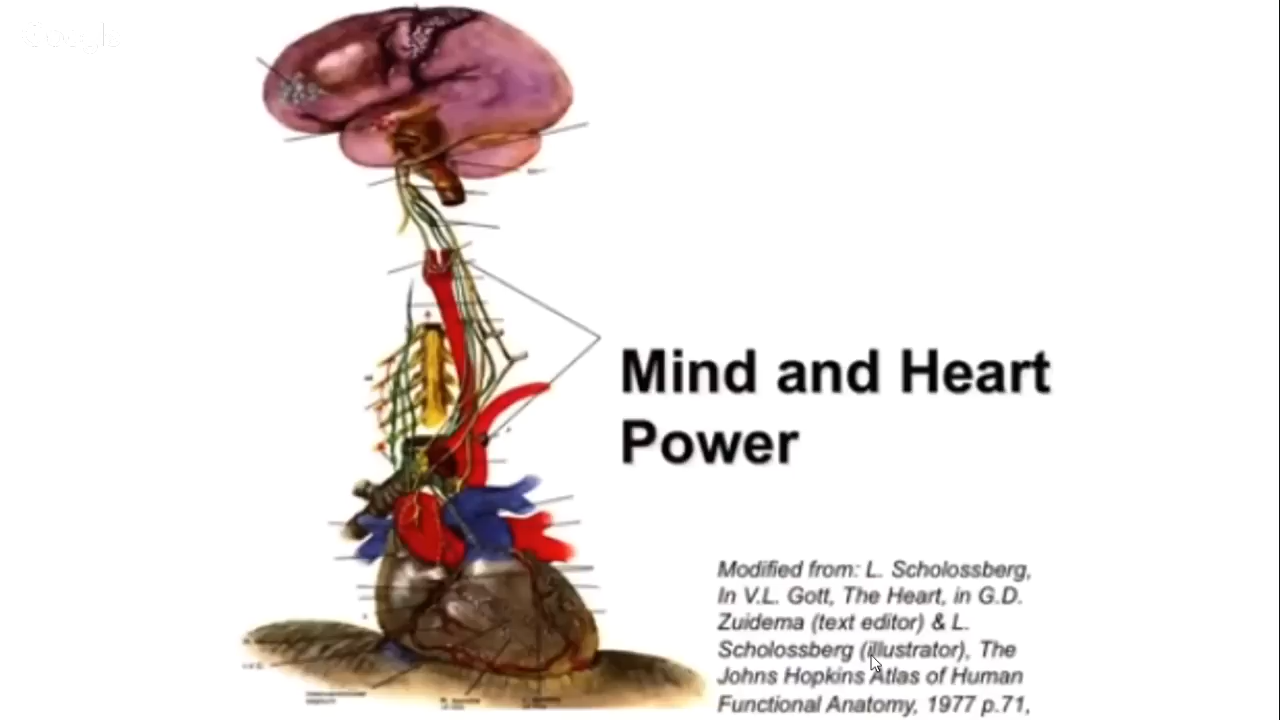 Mind and Heart
Power
Modified from: L. Scholossberg,
In V.L. Gott, The Heart, in G.D.
Zuidema (text editor) & L.
Scholossberg (illustrator), The
Johns Hopkins Atlas of Human
Functional Anatomy, 1977 p.71,